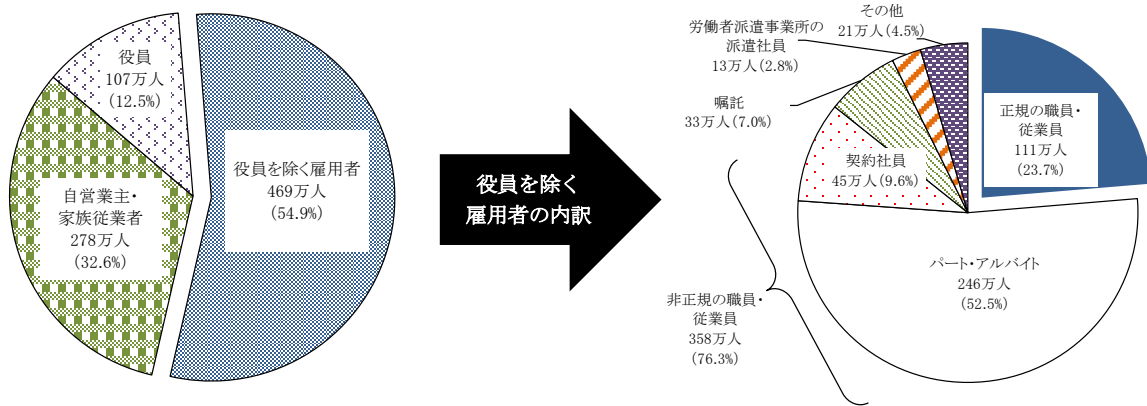 役員
107万人
(12.5%)
役員を除く雇用者
469万人
(54.9%)
自営業主・
家族従業者
278万人
(32.6%)
役員を除く
雇用者の内訳
その他
21万人(4.5%)
労働者派遣事業所の
派遣社員
13万人(2.8%)
嘱託
33万人(7.0%)
契約社員
45万人(9.6%)
正規の職員・
従業員
111万人
(23.7%)
パート・アルバイト
246万人
(52.5%)
非正規の職員・
従業員
358万人
(76.3%)